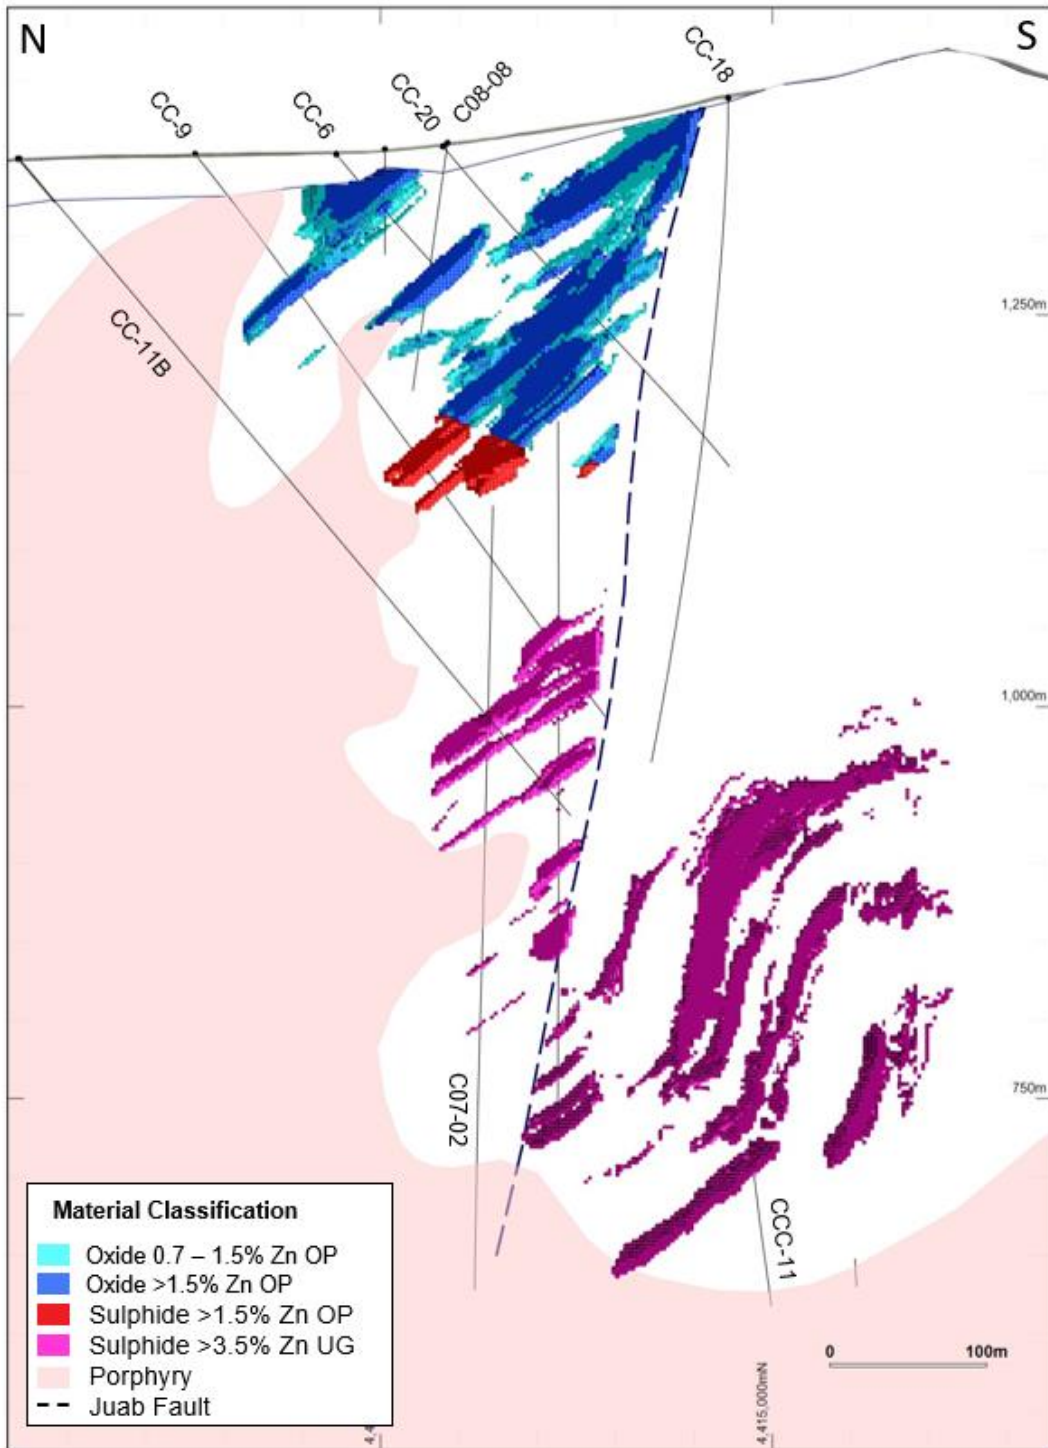 N
S
CC-18
C08-08
CC-20
CC-6
CC-9
1,250m
CC-11B
1,000m
750m
C07-02
CCC-11
Material Classification
Oxide 0.7 – 1.5% Zn OP
Oxide >1.5% Zn OP
Sulphide >1.5% Zn OP
Sulphide >3.5% Zn UG
Porphyry
Juab Fault
0 100m
4,415,000mN